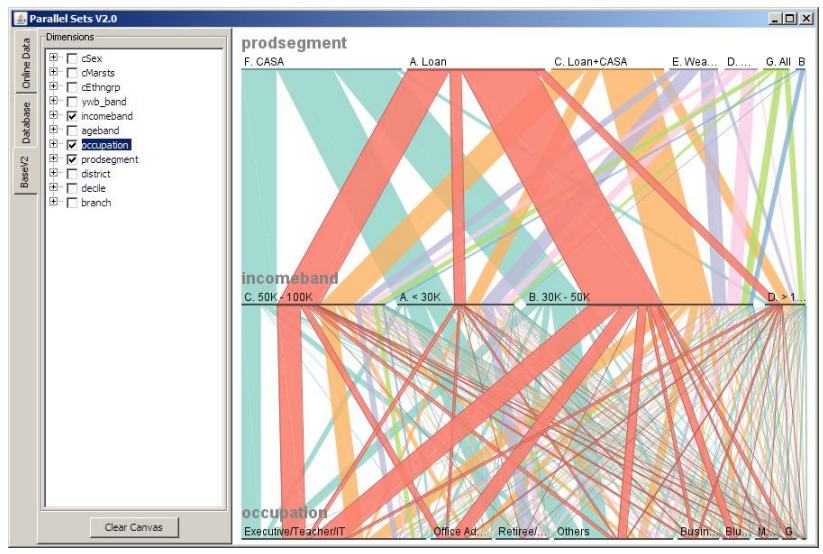 Parallel Sets V2.0
Online Data
Database
BaseV2
Dimensions
cSex
cMarsts
cEthngrp
ywb_band
incomeband
ageband
occupation
prodsegment
district
decile
branch
Clear Canvas
prodsegment
F. CASA A. Loan C. Loan+CASA E. Wea... D. ... G. All B
incomeband
C. 50K - 100K A. < 30K B. 30K - 50K D. > 1...
occupation
Executive/Teacher/IT Office Ad... Retiree/... Others Busin... Blu... M... G